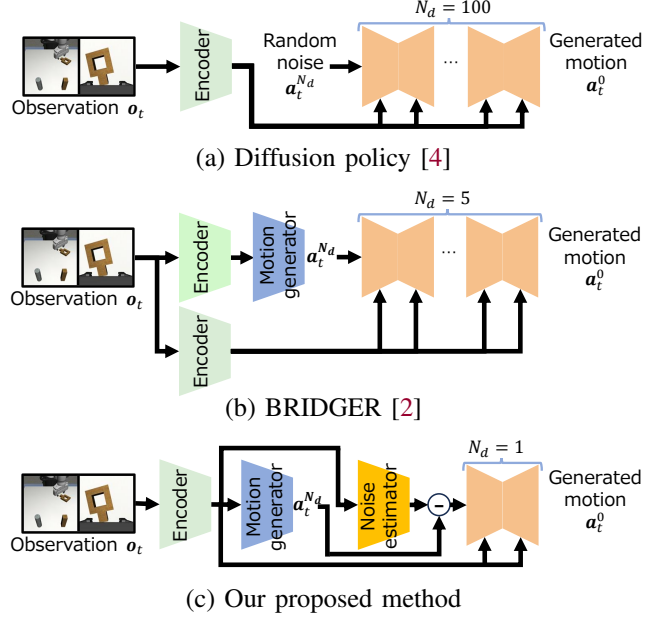 N_d = 100
Encoder
Random
noise
a_t^{N_d}
...
Generated
motion
a_t^0
Observation o_t
(a) Diffusion policy [4]
N_d = 5
Encoder
Motion
generator
a_t^{N_d}
...
Generated
motion
a_t^0
Observation o_t
Encoder
(b) BRIDGER [2]
N_d = 1
Encoder
Motion
generator
a_t^{N_d}
Noise
estimator
−
Generated
motion
a_t^0
Observation o_t
(c) Our proposed method